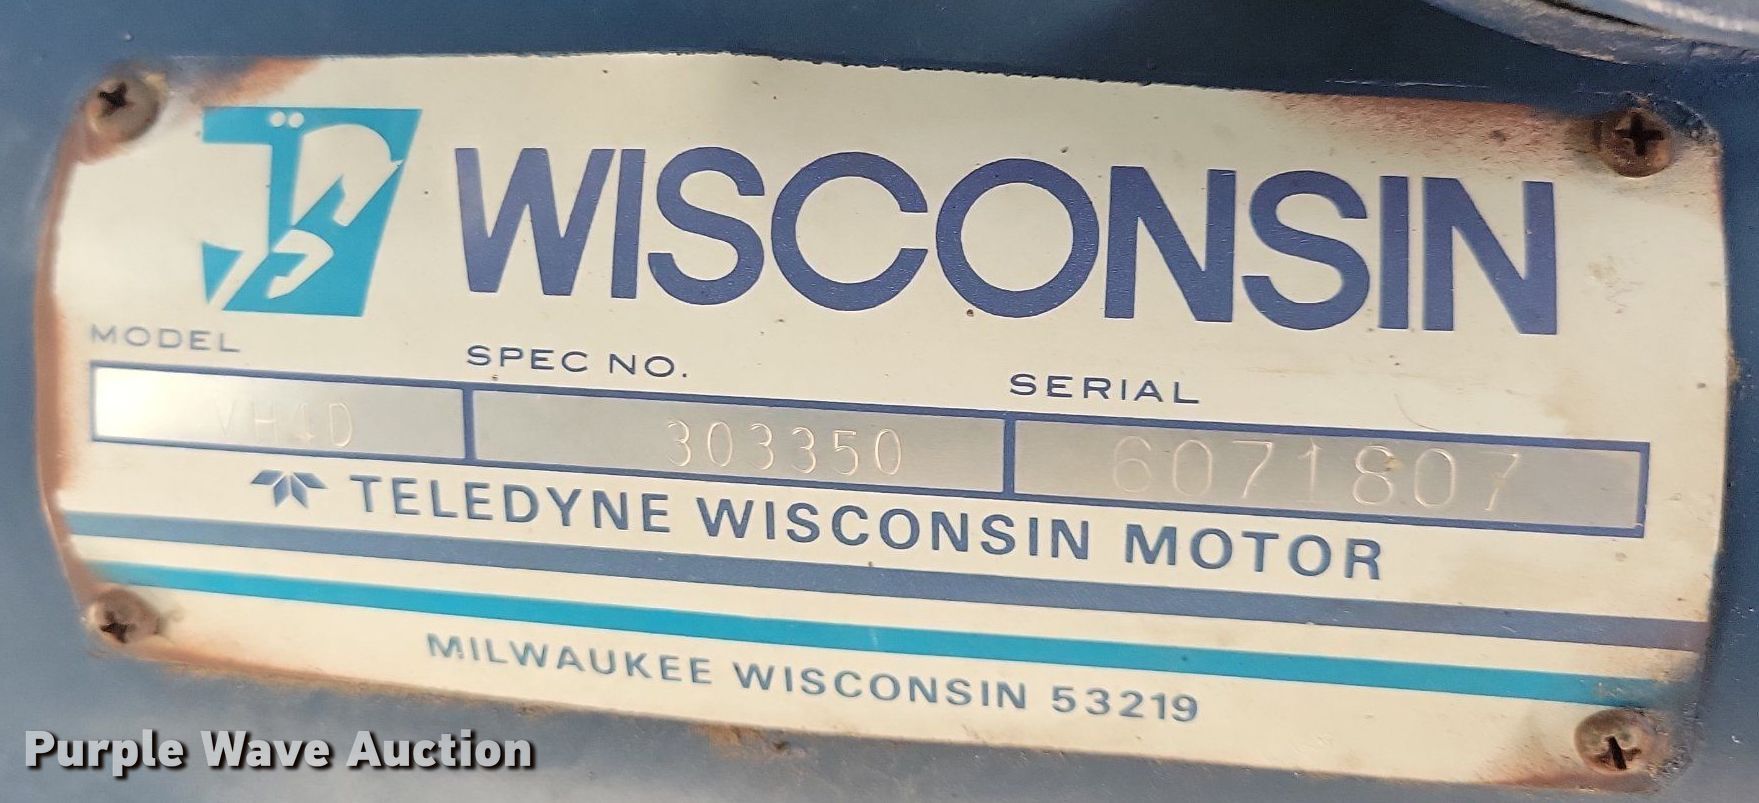 WISCONSIN
MODEL SPEC NO. SERIAL
VH4D 303350 6071807
TELEDYNE WISCONSIN MOTOR
MILWAUKEE WISCONSIN 53219
Purple Wave Auction